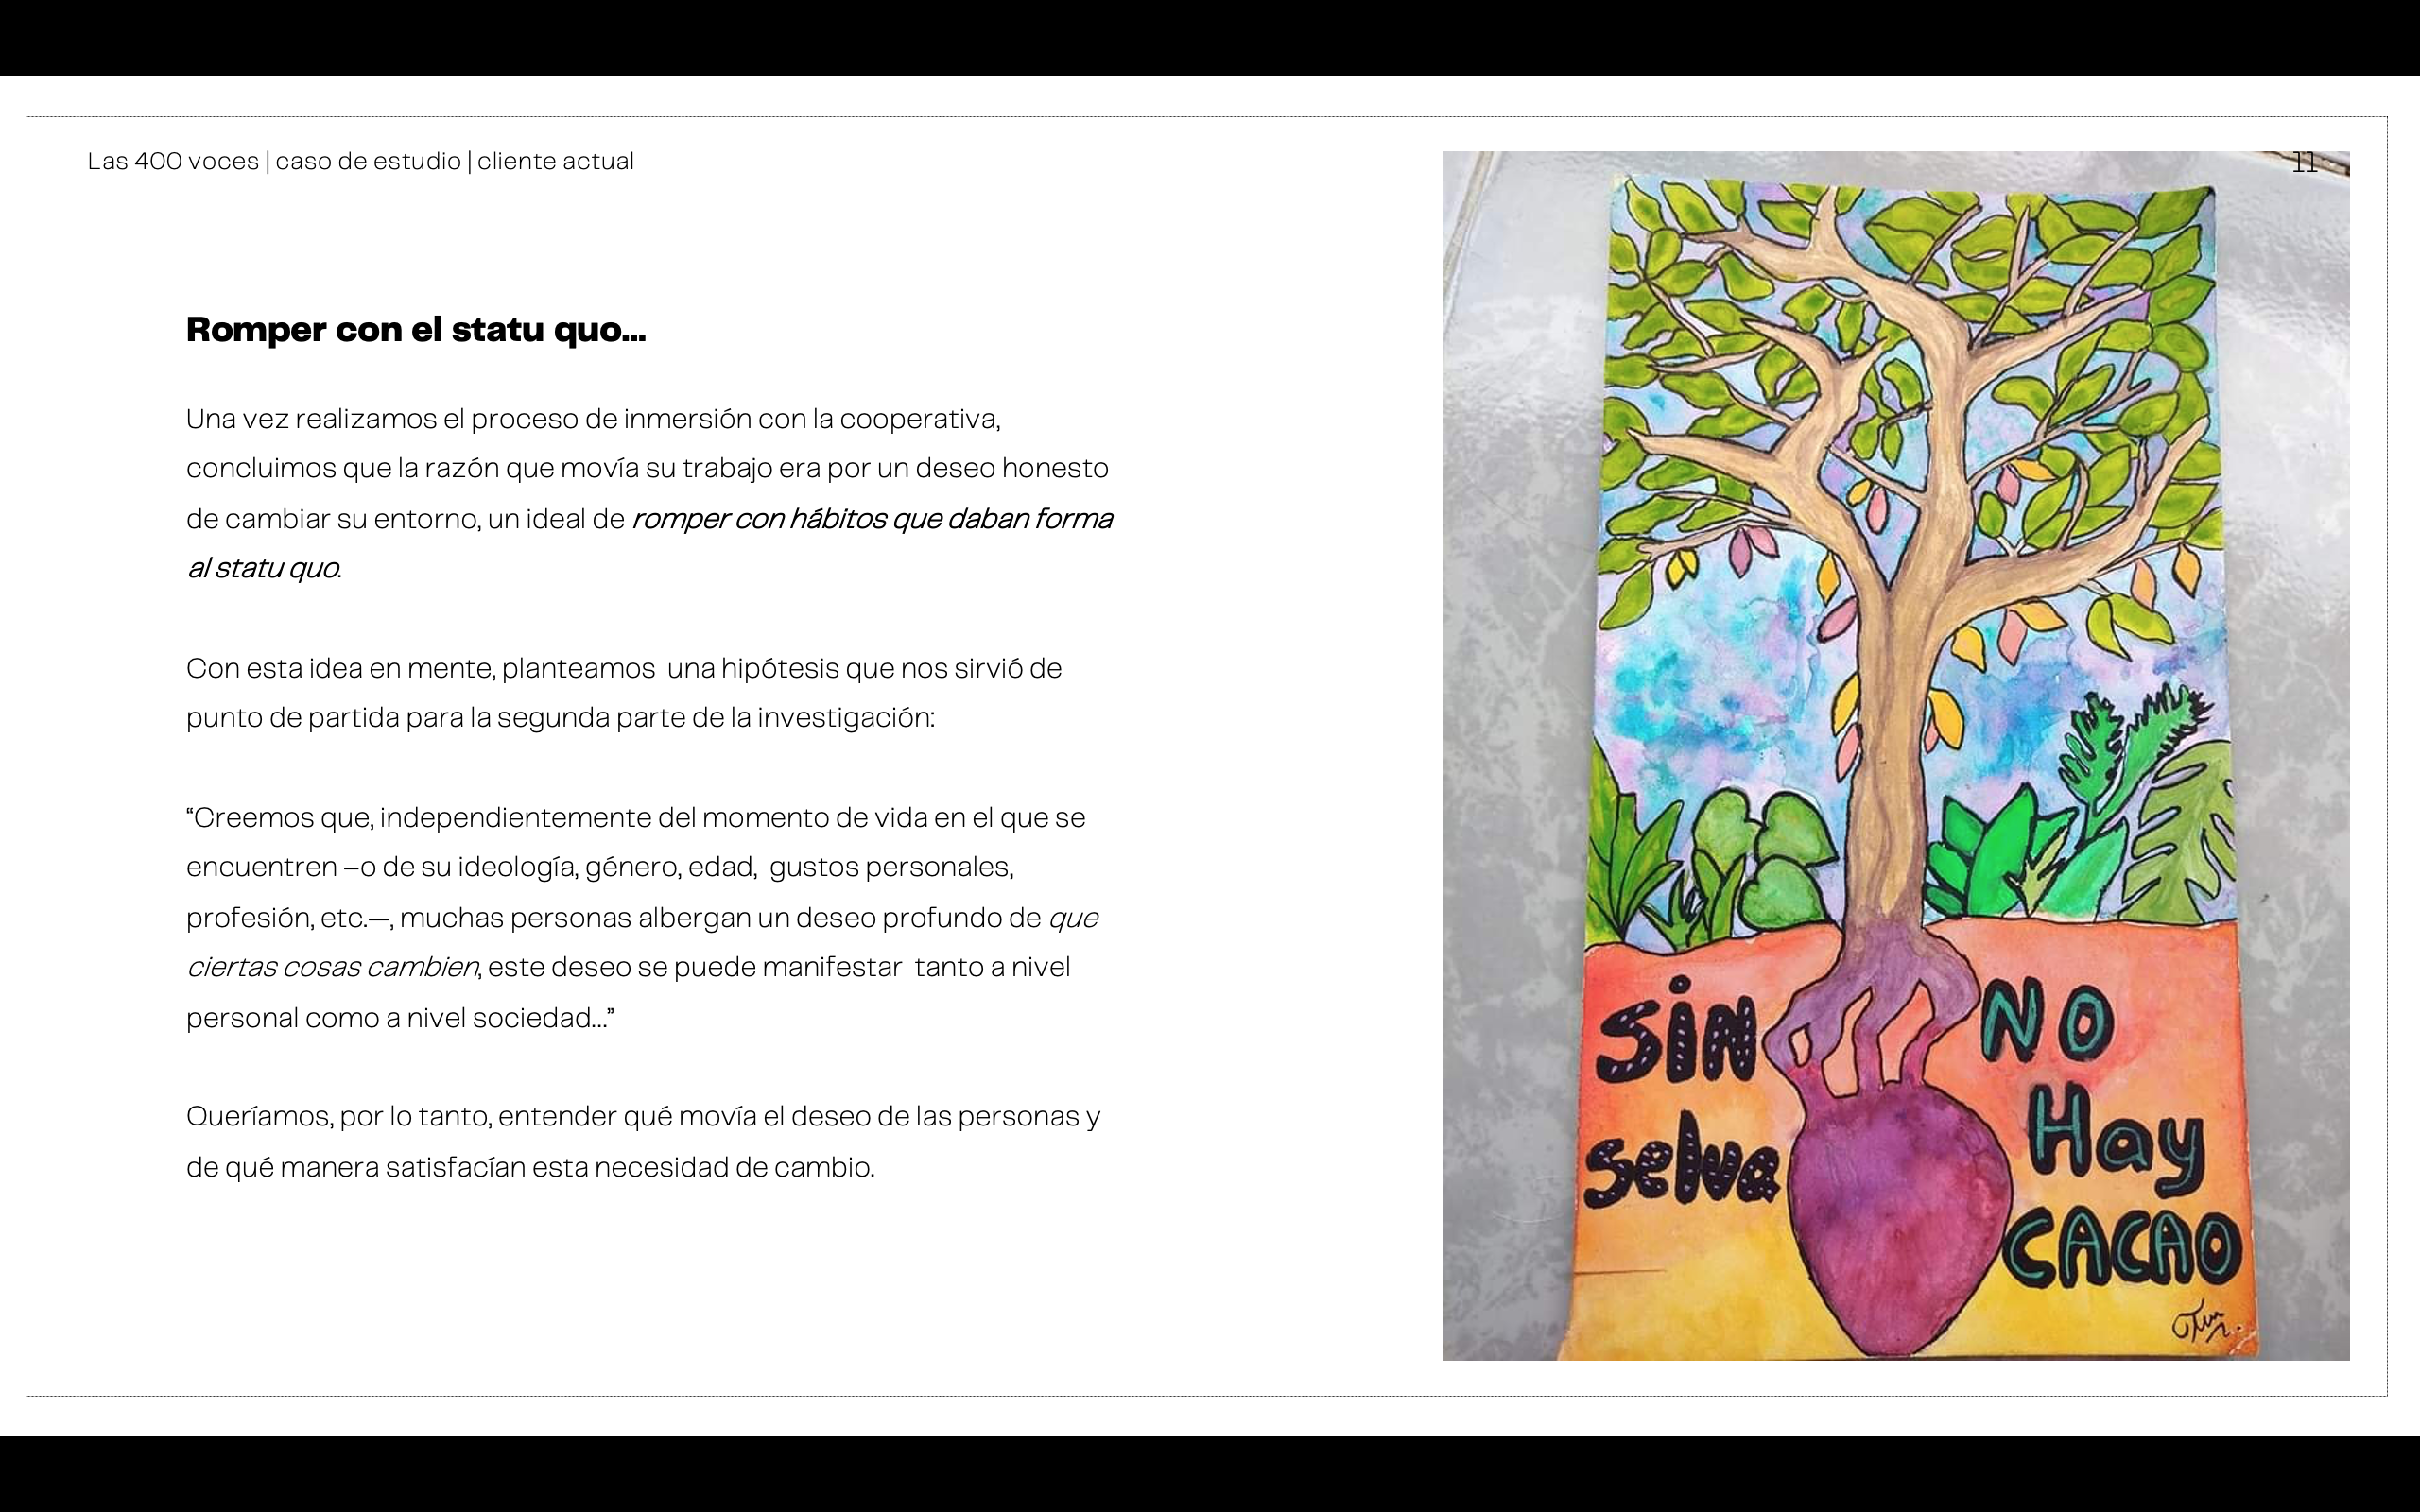 Las 400 voces | caso de estudio | cliente actual
11
Romper con el statu quo...
Una vez realizamos el proceso de inmersión con la cooperativa,
concluimos que la razón que movía su trabajo era por un deseo honesto
de cambiar su entorno, un ideal de romper con hábitos que daban forma
al statu quo.
Con esta idea en mente, planteamos  una hipótesis que nos sirvió de
punto de partida para la segunda parte de la investigación:
“Creemos que, independientemente del momento de vida en el que se
encuentren –o de su ideología, género, edad,  gustos personales,
profesión, etc.—, muchas personas albergan un deseo profundo de que
ciertas cosas cambien, este deseo se puede manifestar  tanto a nivel
personal como a nivel sociedad...”
Queríamos, por lo tanto, entender qué movía el deseo de las personas y
de qué manera satisfacían esta necesidad de cambio.
Sin
selva
NO
Hay
CACAO